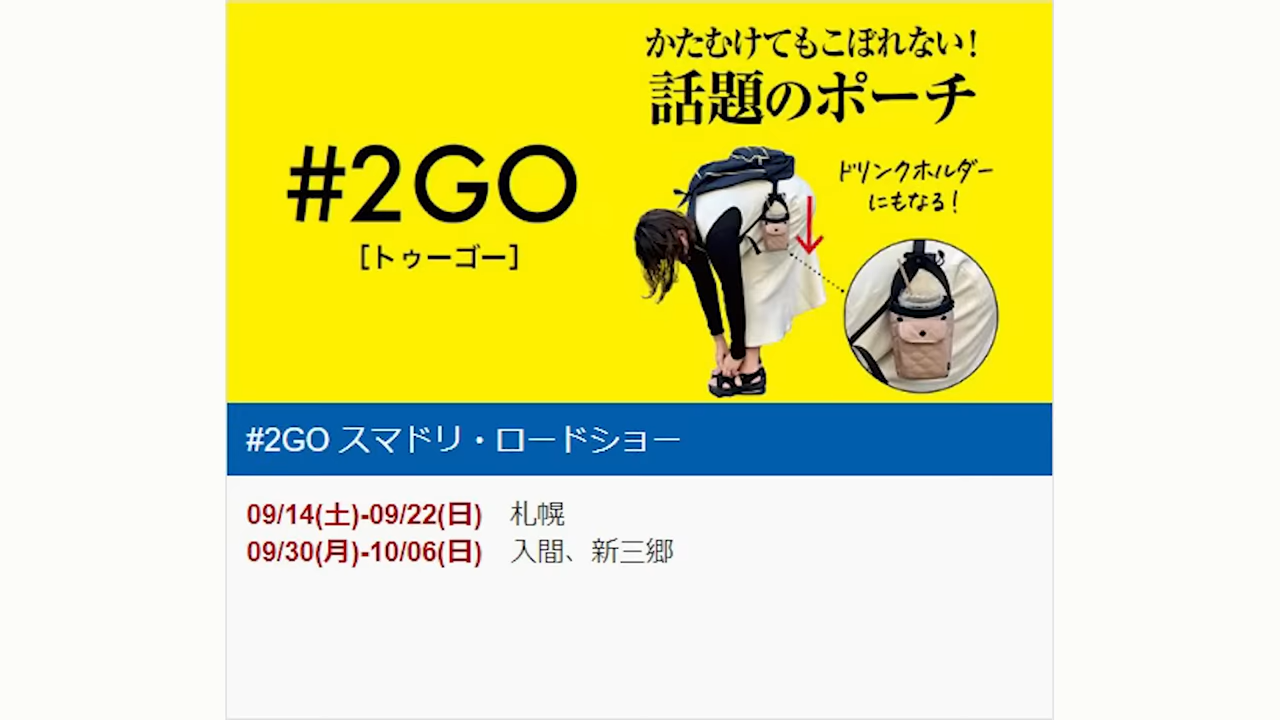 かたむけてもこぼれない！
話題のポーチ
#2GO
[トゥーゴー]
ドリンクホルダー
にもなる！
#2GO スマドリ・ロードショー
09/14(土)-09/22(日) 札幌
09/30(月)-10/06(日) 入間、新三郷